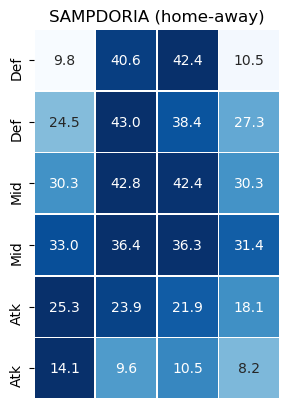 SAMPDORIA (home-away)
Def 9.8 40.6 42.4 10.5
Def 24.5 43.0 38.4 27.3
Mid 30.3 42.8 42.4 30.3
Mid 33.0 36.4 36.3 31.4
Atk 25.3 23.9 21.9 18.1
Atk 14.1 9.6 10.5 8.2